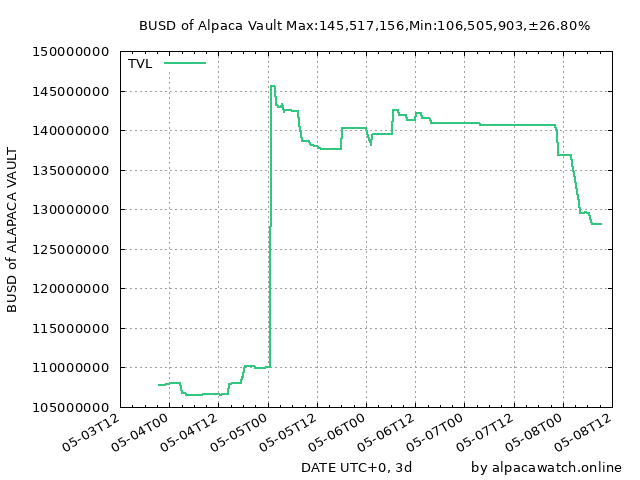 BUSD of Alpaca Vault Max:145,517,156,Min:106,505,903,±26.80%
TVL
150000000
145000000
140000000
135000000
130000000
125000000
120000000
115000000
110000000
105000000
BUSD of ALAPACA VAULT
05-03T12
05-04T00
05-04T12
05-05T00
05-05T12
05-06T00
05-06T12
05-07T00
05-07T12
05-08T00
05-08T12
DATE UTC+0, 3d
by alpacawatch.online